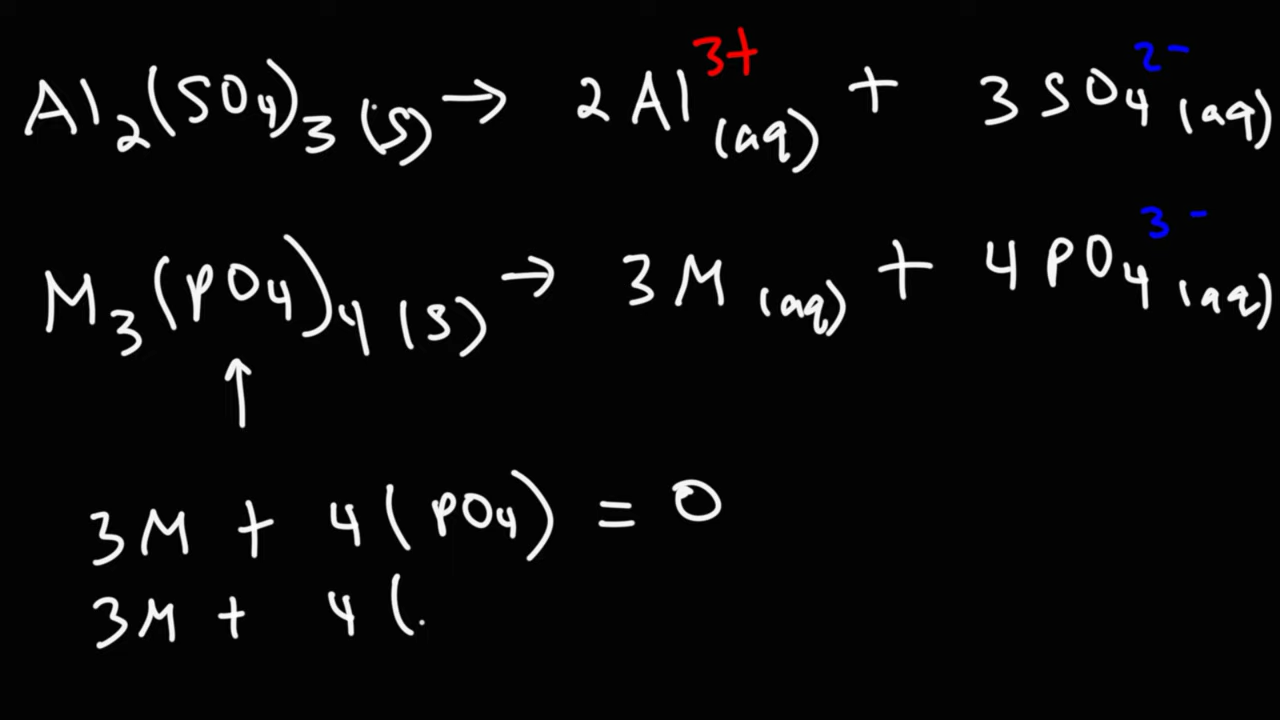 Al₂(SO₄)₃ (s) → 2Al³⁺ (aq) + 3SO₄²⁻ (aq)
M₃(PO₄)₄ (s) → 3M (aq) + 4PO₄³⁻ (aq)
↑
3M + 4(PO₄) = 0
3M + 4(.